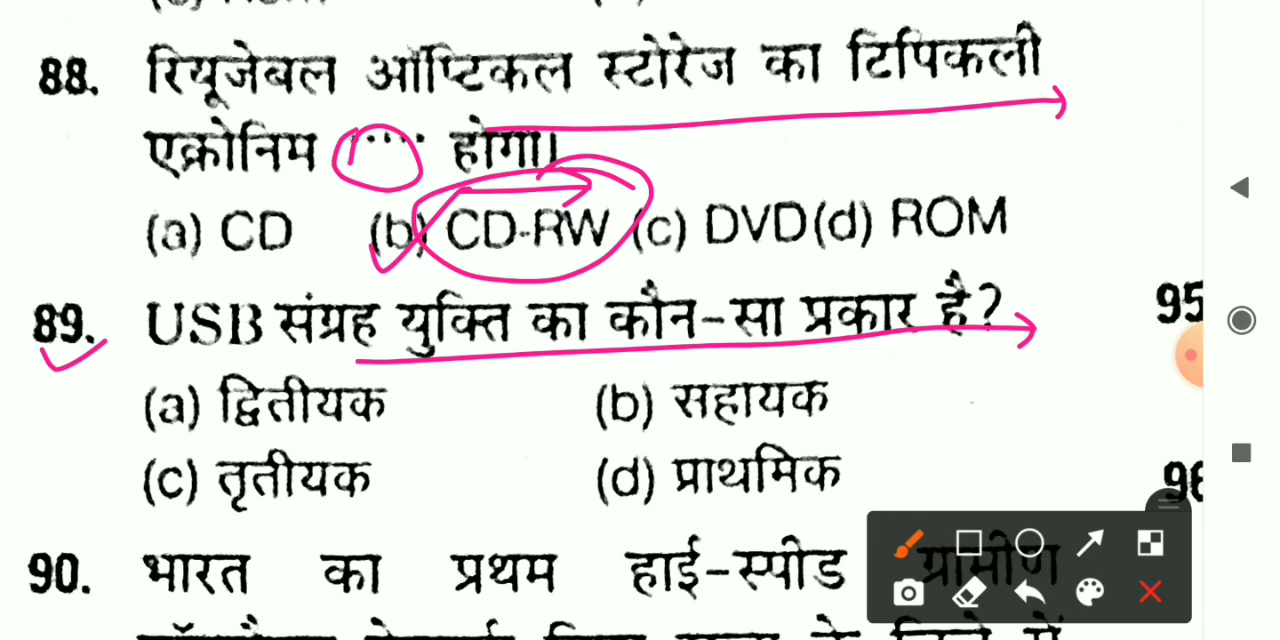 88. रियूजेबल ऑप्टिकल स्टोरेज का टिपिकली
एक्रोनिम .... होगा।
(a) CD (b) CD-RW (c) DVD (d) ROM
89. USB संग्रह युक्ति का कौन-सा प्रकार है?
(a) द्वितीयक (b) सहायक
(c) तृतीयक (d) प्राथमिक
90. भारत का प्रथम हाई-स्पीड ग्रामीण
95
96